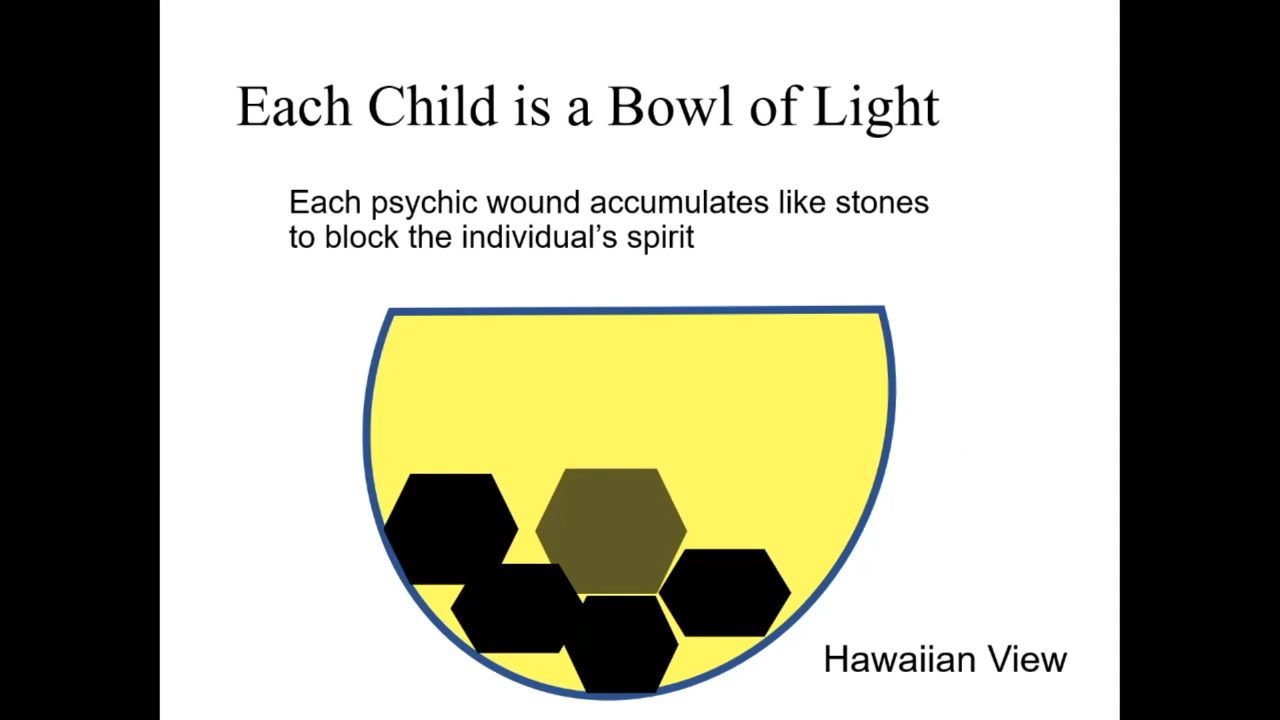 Each Child is a Bowl of Light
Each psychic wound accumulates like stones
to block the individual’s spirit
Hawaiian View